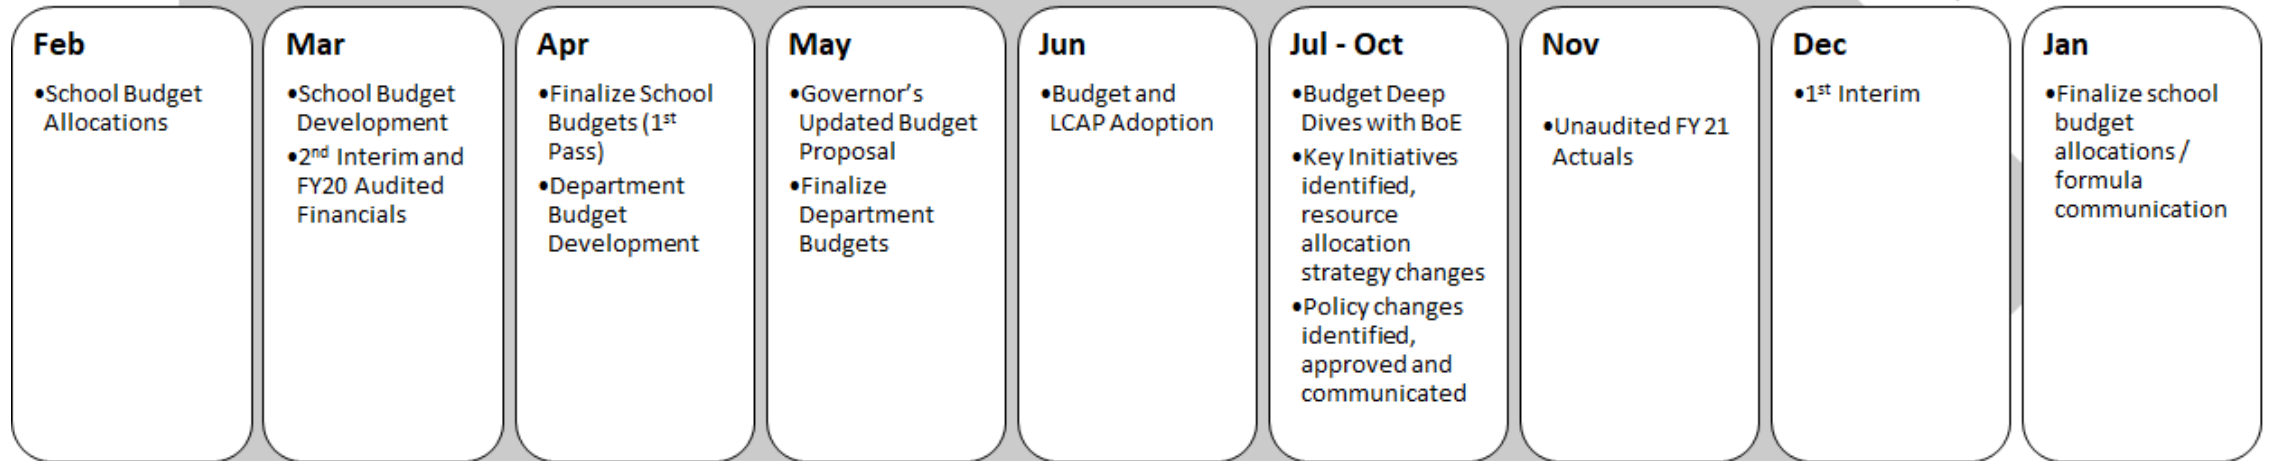 Feb
•School Budget
Allocations
Mar
•School Budget
Development
•2nd Interim and
FY20 Audited
Financials
Apr
•Finalize School
Budgets (1st
Pass)
•Department
Budget
Development
May
•Governor’s
Updated Budget
Proposal
•Finalize
Department
Budgets
Jun
•Budget and
LCAP Adoption
Jul - Oct
•Budget Deep
Dives with BoE
•Key Initiatives
identified,
resource
allocation
strategy changes
•Policy changes
identified,
approved and
communicated
Nov
•Unaudited FY 21
Actuals
Dec
•1st Interim
Jan
•Finalize school
budget
allocations /
formula
communication